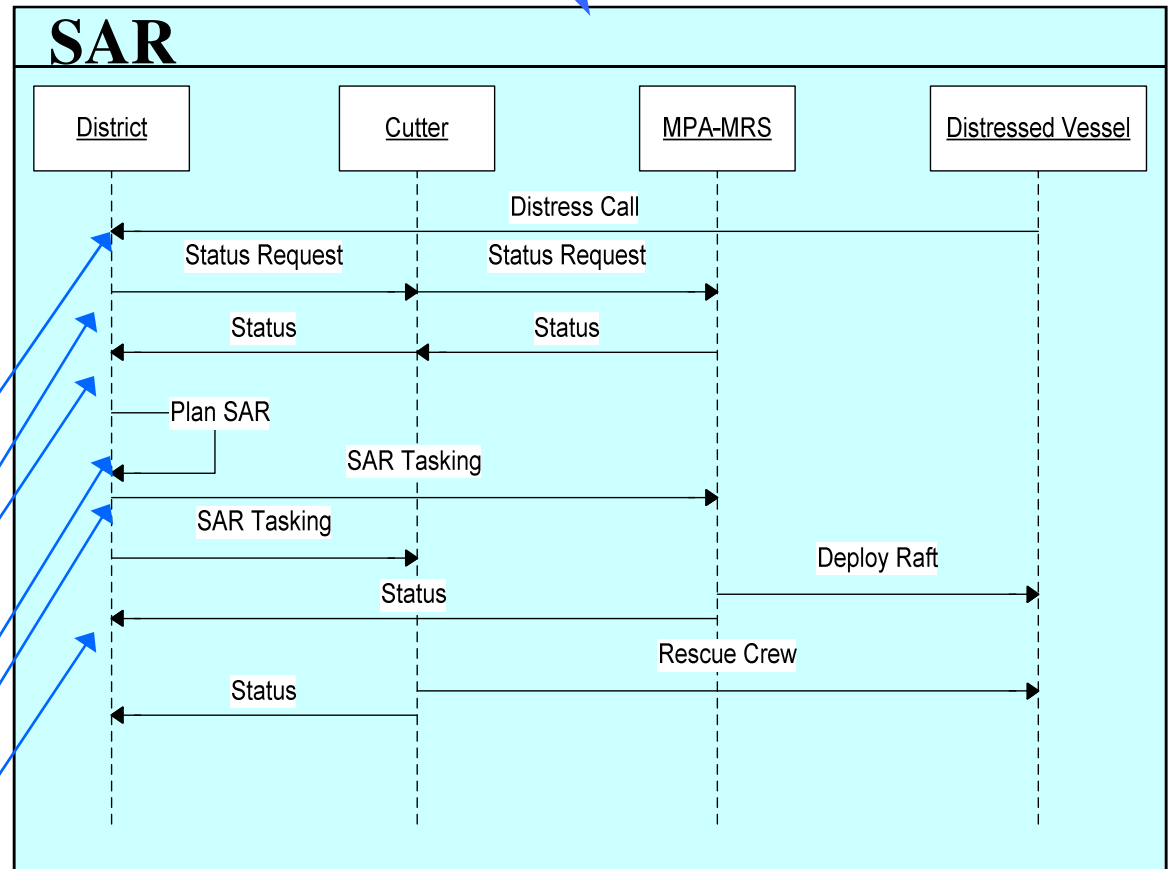 SAR
District
Cutter
MPA-MRS
Distressed Vessel
Distress Call
Status Request
Status Request
Status
Status
Plan SAR
SAR Tasking
SAR Tasking
Deploy Raft
Status
Rescue Crew
Status